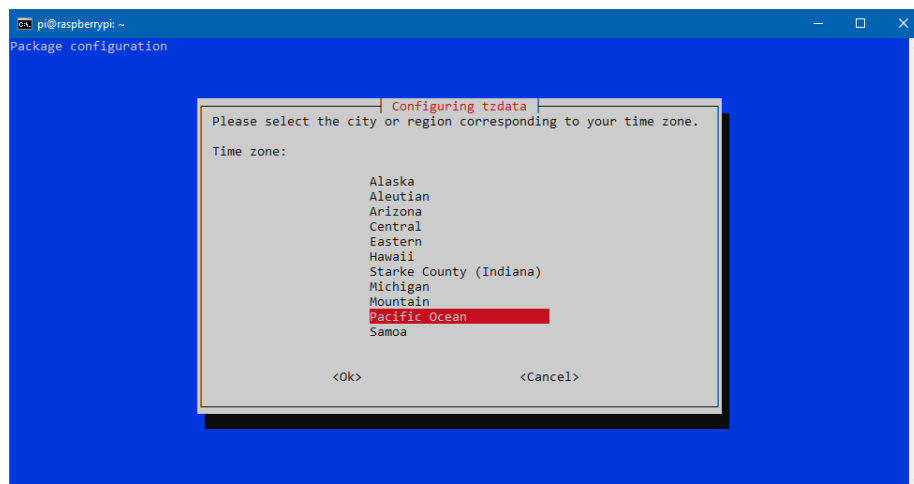 pi@raspberrypi: ~
Package configuration
Configuring tzdata
Please select the city or region corresponding to your time zone.
Time zone:
Alaska
Aleutian
Arizona
Central
Eastern
Hawaii
Starke County (Indiana)
Michigan
Mountain
Pacific Ocean
Samoa
<Ok> <Cancel>